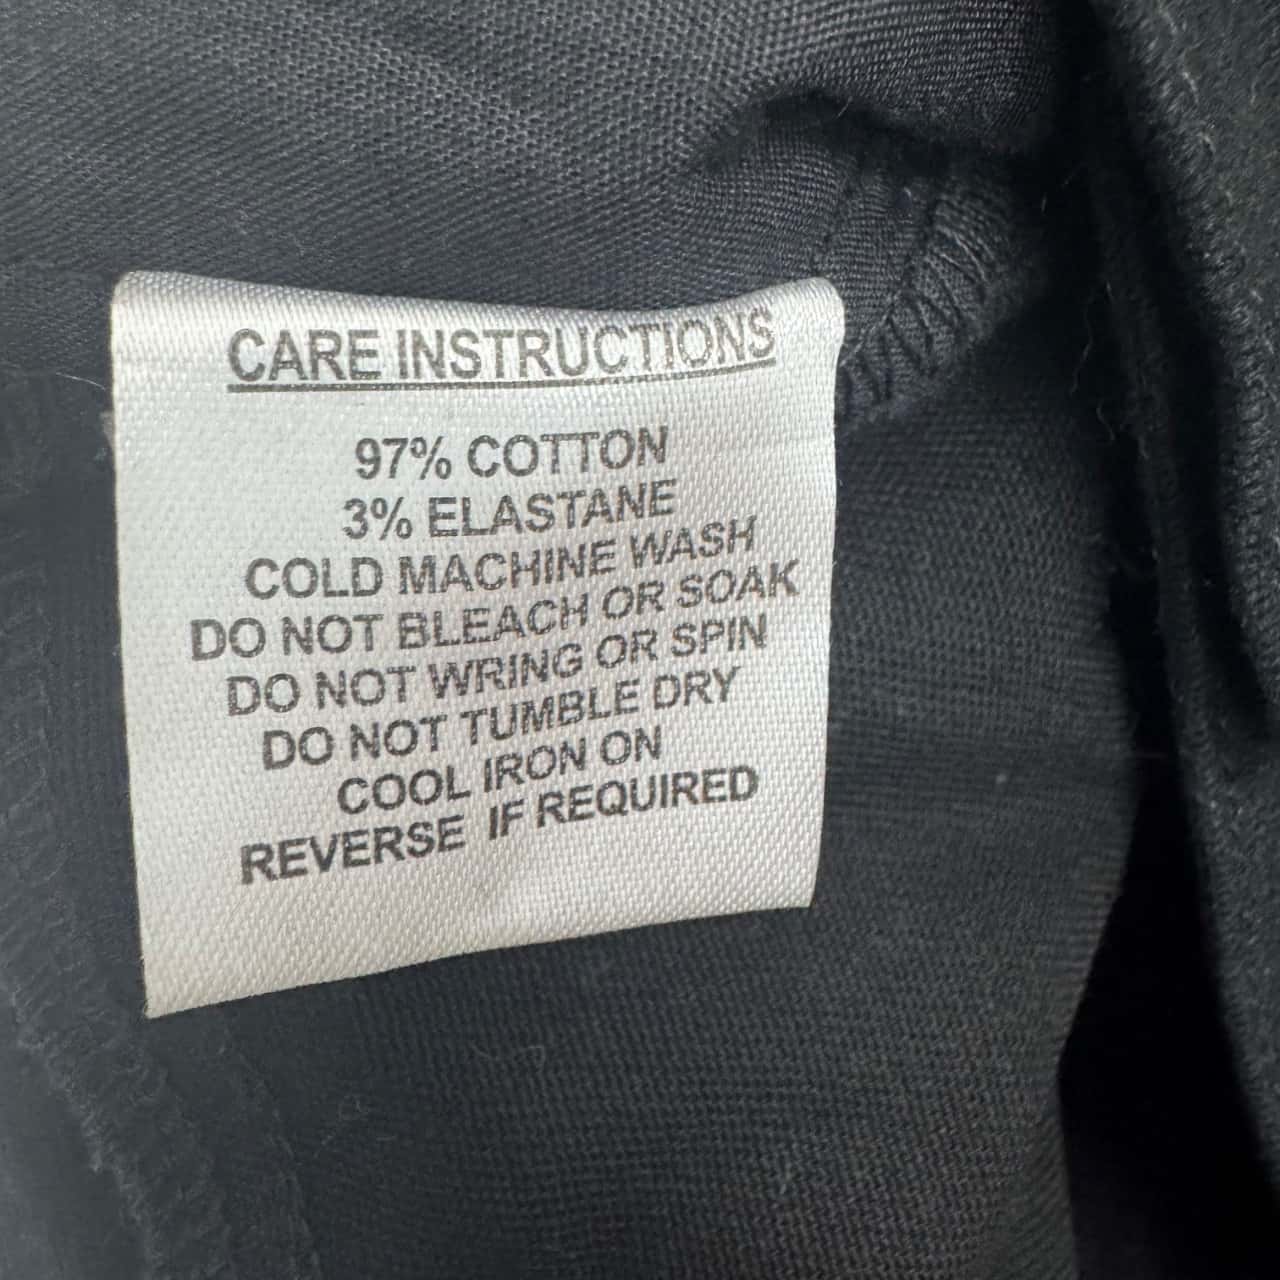 CARE INSTRUCTIONS
97% COTTON
3% ELASTANE
COLD MACHINE WASH
DO NOT BLEACH OR SOAK
DO NOT WRING OR SPIN
DO NOT TUMBLE DRY
COOL IRON ON
REVERSE IF REQUIRED